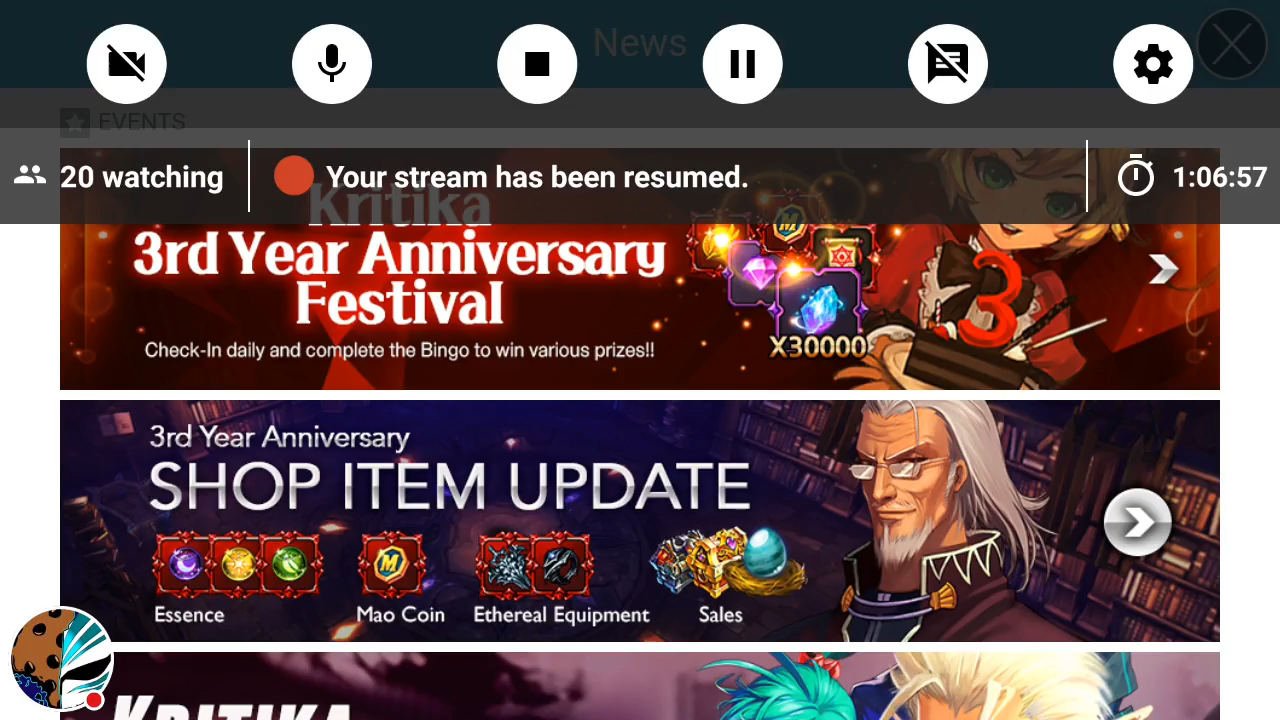 News
EVENTS
20 watching
Your stream has been resumed.
1:06:57
Kritika
3rd Year Anniversary
Festival
Check-In daily and complete the Bingo to win various prizes!!
M
X30000
3
3rd Year Anniversary
SHOP ITEM UPDATE
M
Essence
Mao Coin
Ethereal Equipment
Sales
KRITIKA